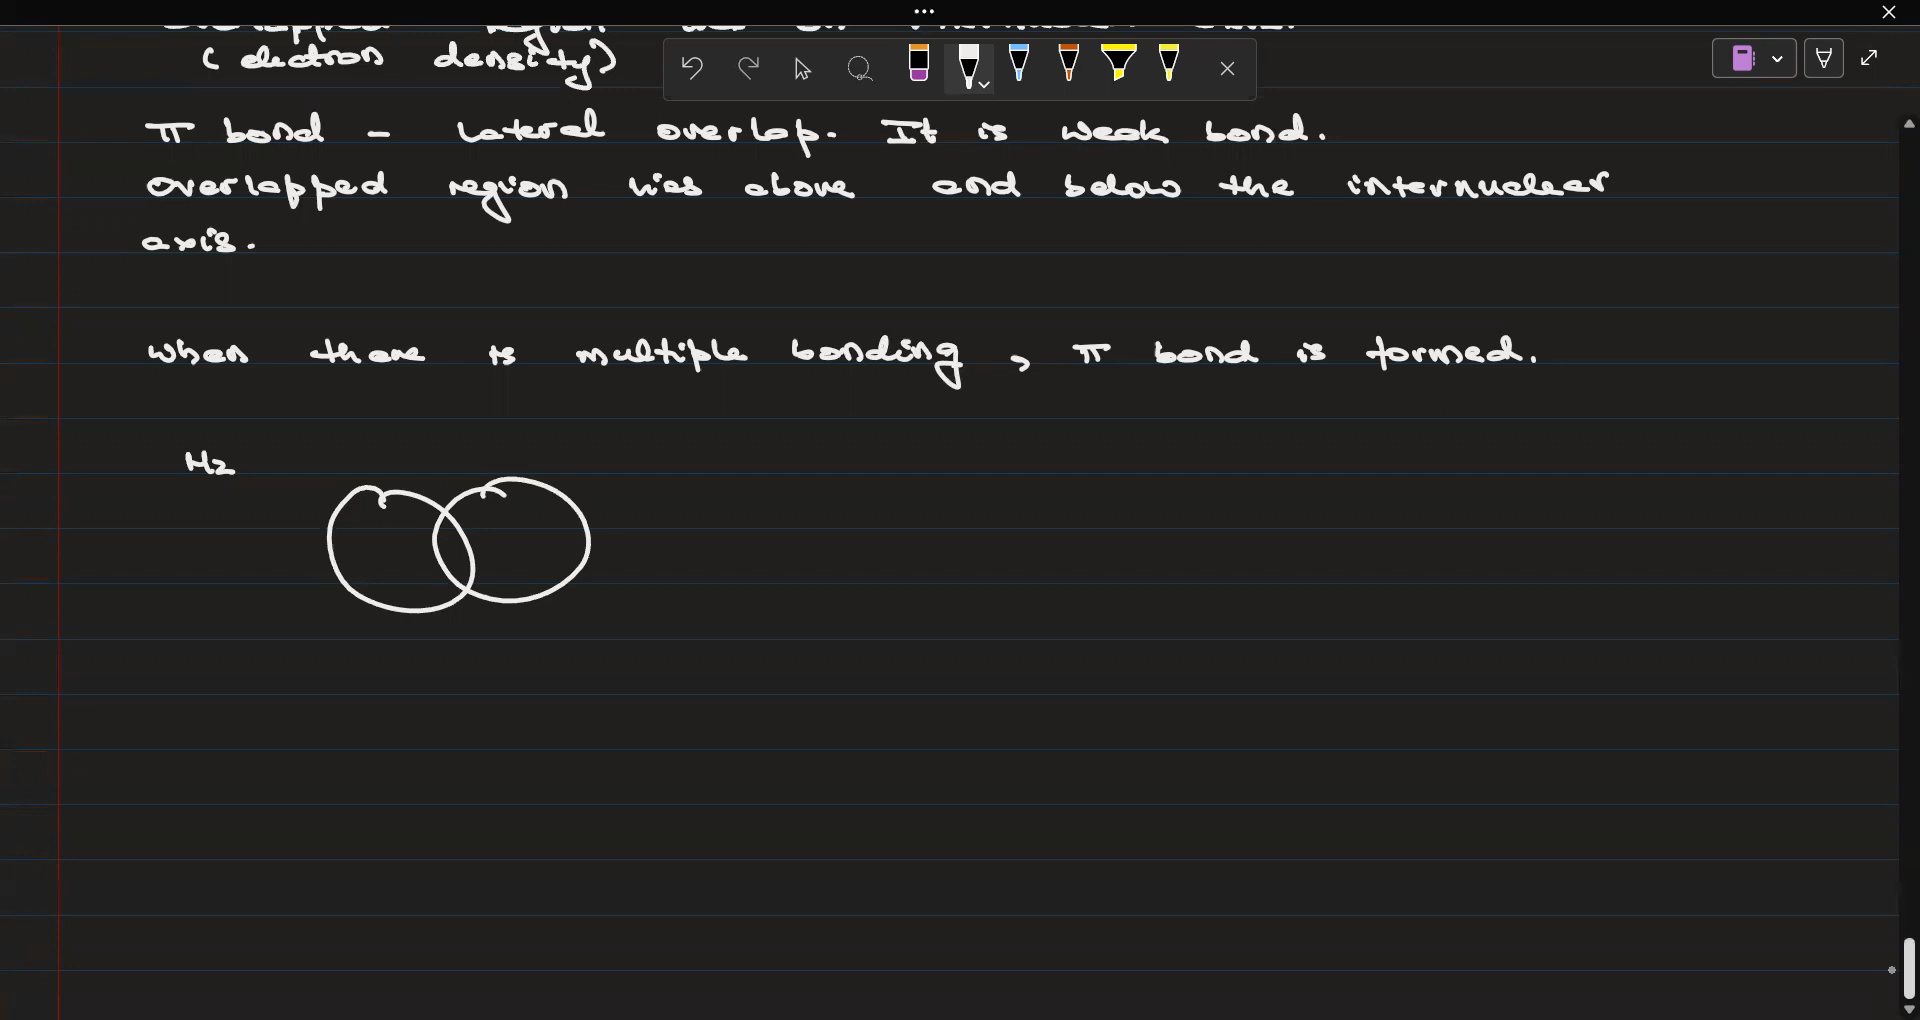 (electron density)
π bond - Lateral overlap. It is weak bond.
overlapped region lies above and below the internuclear
axis.
When there is multiple bonding, π bond is formed.
H2